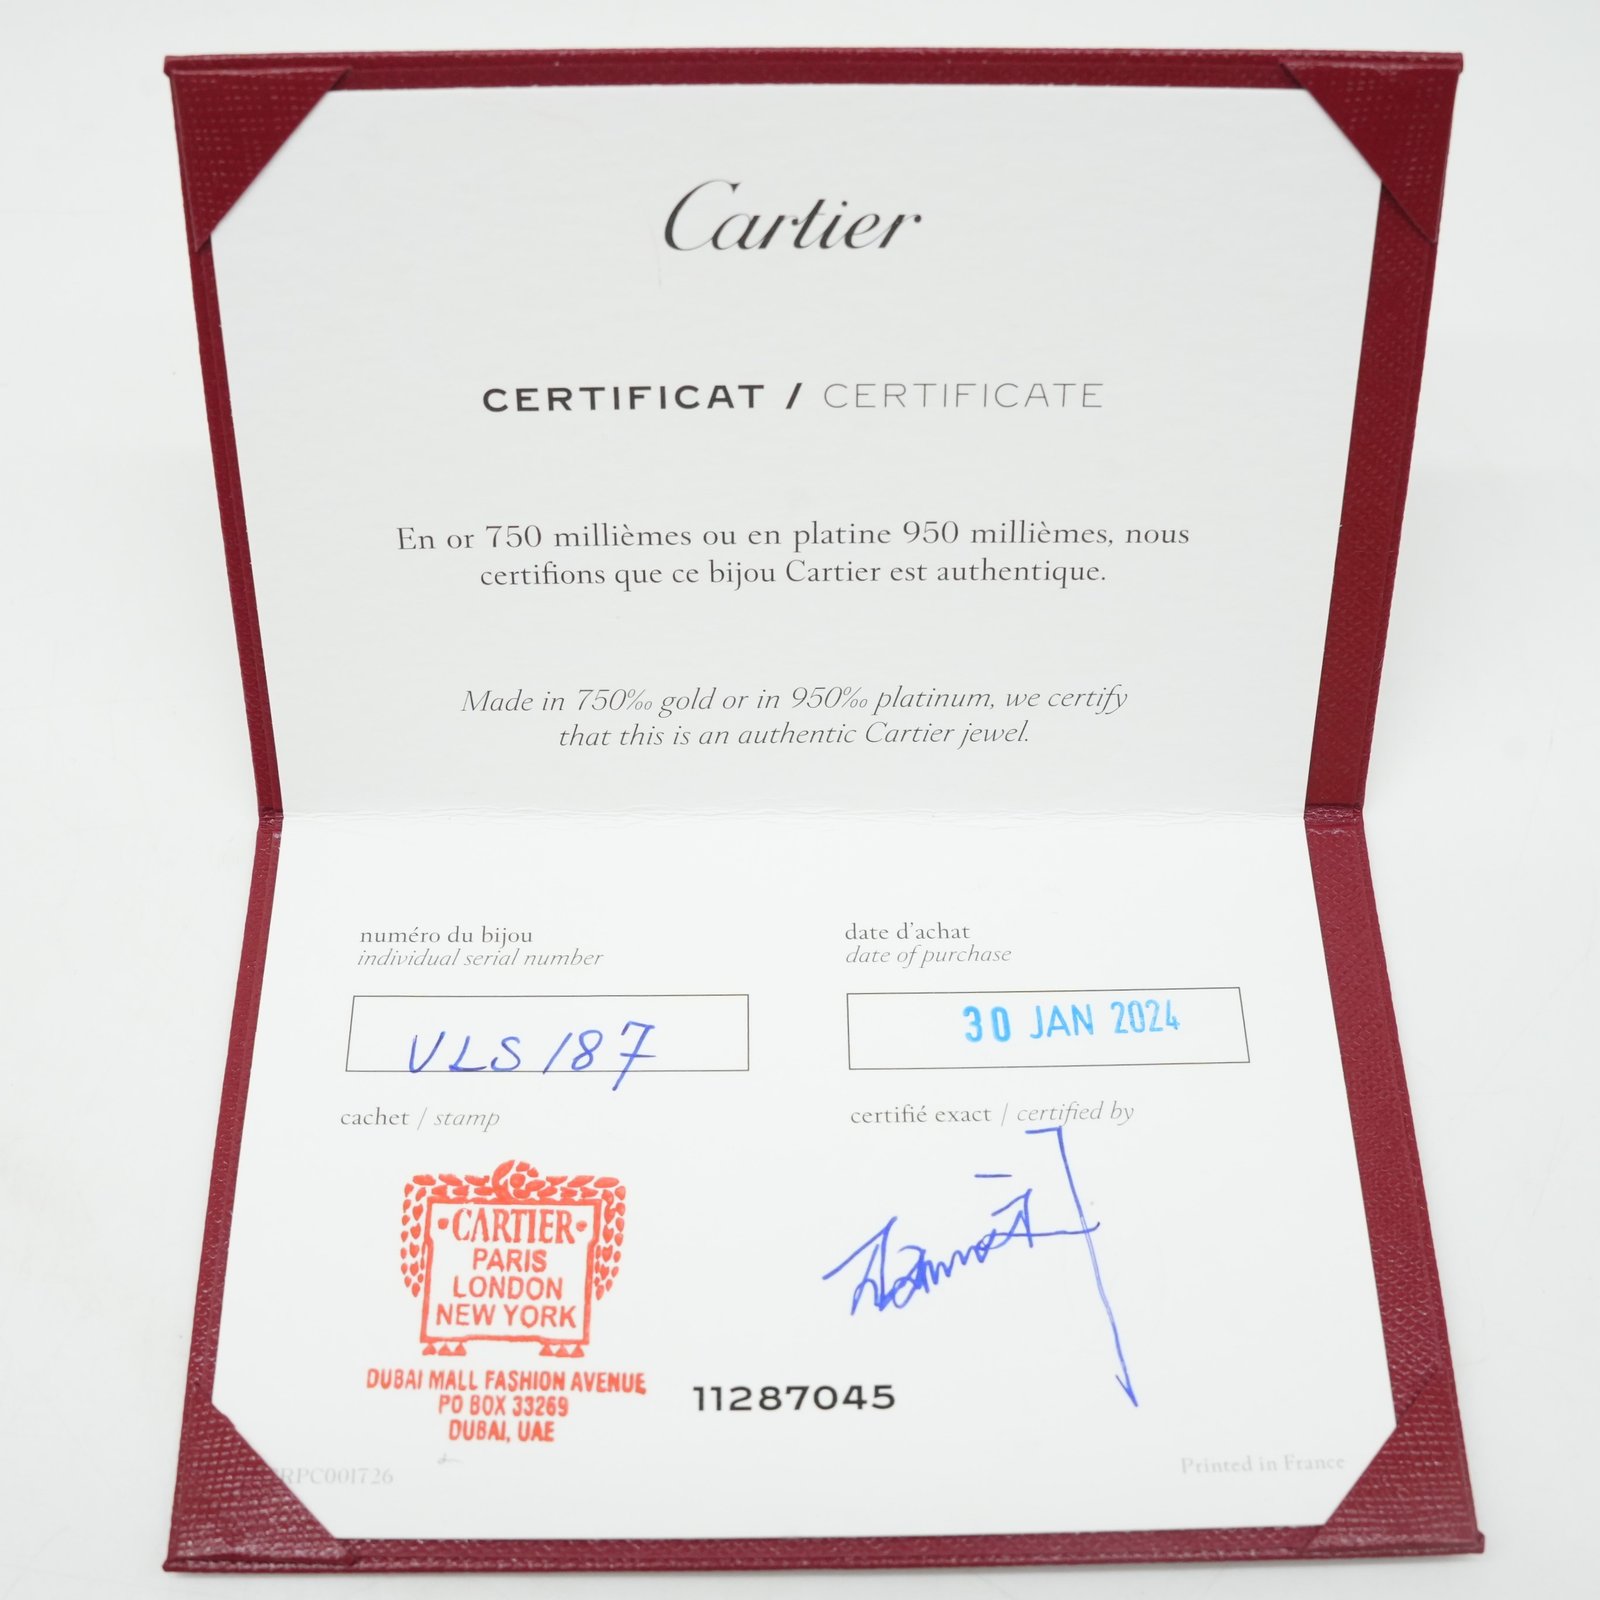 Cartier
CERTIFICAT / CERTIFICATE
En or 750 millièmes ou en platine 950 millièmes, nous
certifions que ce bijou Cartier est authentique.
Made in 750‰ gold or in 950‰ platinum, we certify
that this is an authentic Cartier jewel.
numéro du bijou
individual serial number
VLS187
date d'achat
date of purchase
30 JAN 2024
cachet / stamp
·CARTIER·
PARIS
LONDON
NEW YORK
DUBAI MALL FASHION AVENUE
PO BOX 33269
DUBAI, UAE
certifié exact / certified by
11287045
RPC001726
Printed in France